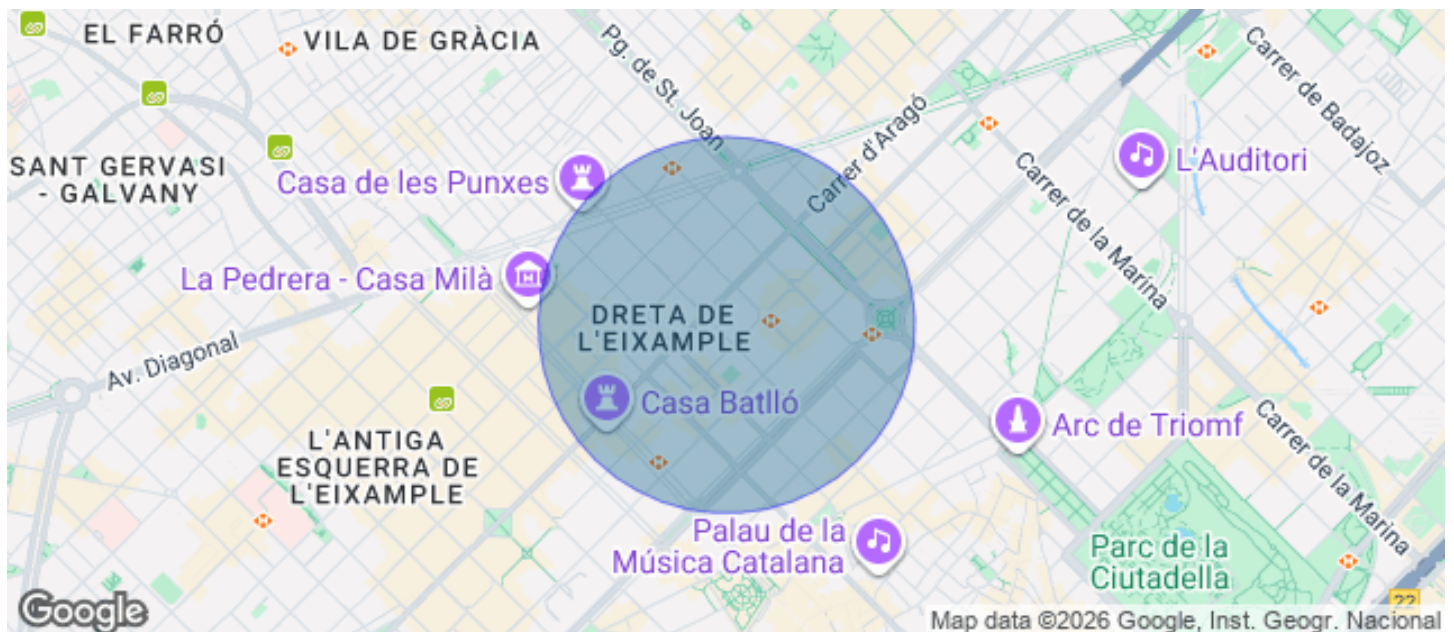 EL FARRÓ
VILA DE GRÀCIA
Pg. de St. Joan
Carrer de Badajoz
SANT GERVASI
- GALVANY
Casa de les Punxes
Carrer d'Aragó
L'Auditori
La Pedrera - Casa Milà
Carrer de la Marina
DRETA DE
L'EIXAMPLE
Av. Diagonal
Casa Batlló
Arc de Triomf
L'ANTIGA
ESQUERRA DE
L'EIXAMPLE
Carrer de la Marina
Palau de la
Música Catalana
Parc de la
Ciutadella
22
Google
Map data ©2026 Google, Inst. Geogr. Nacional